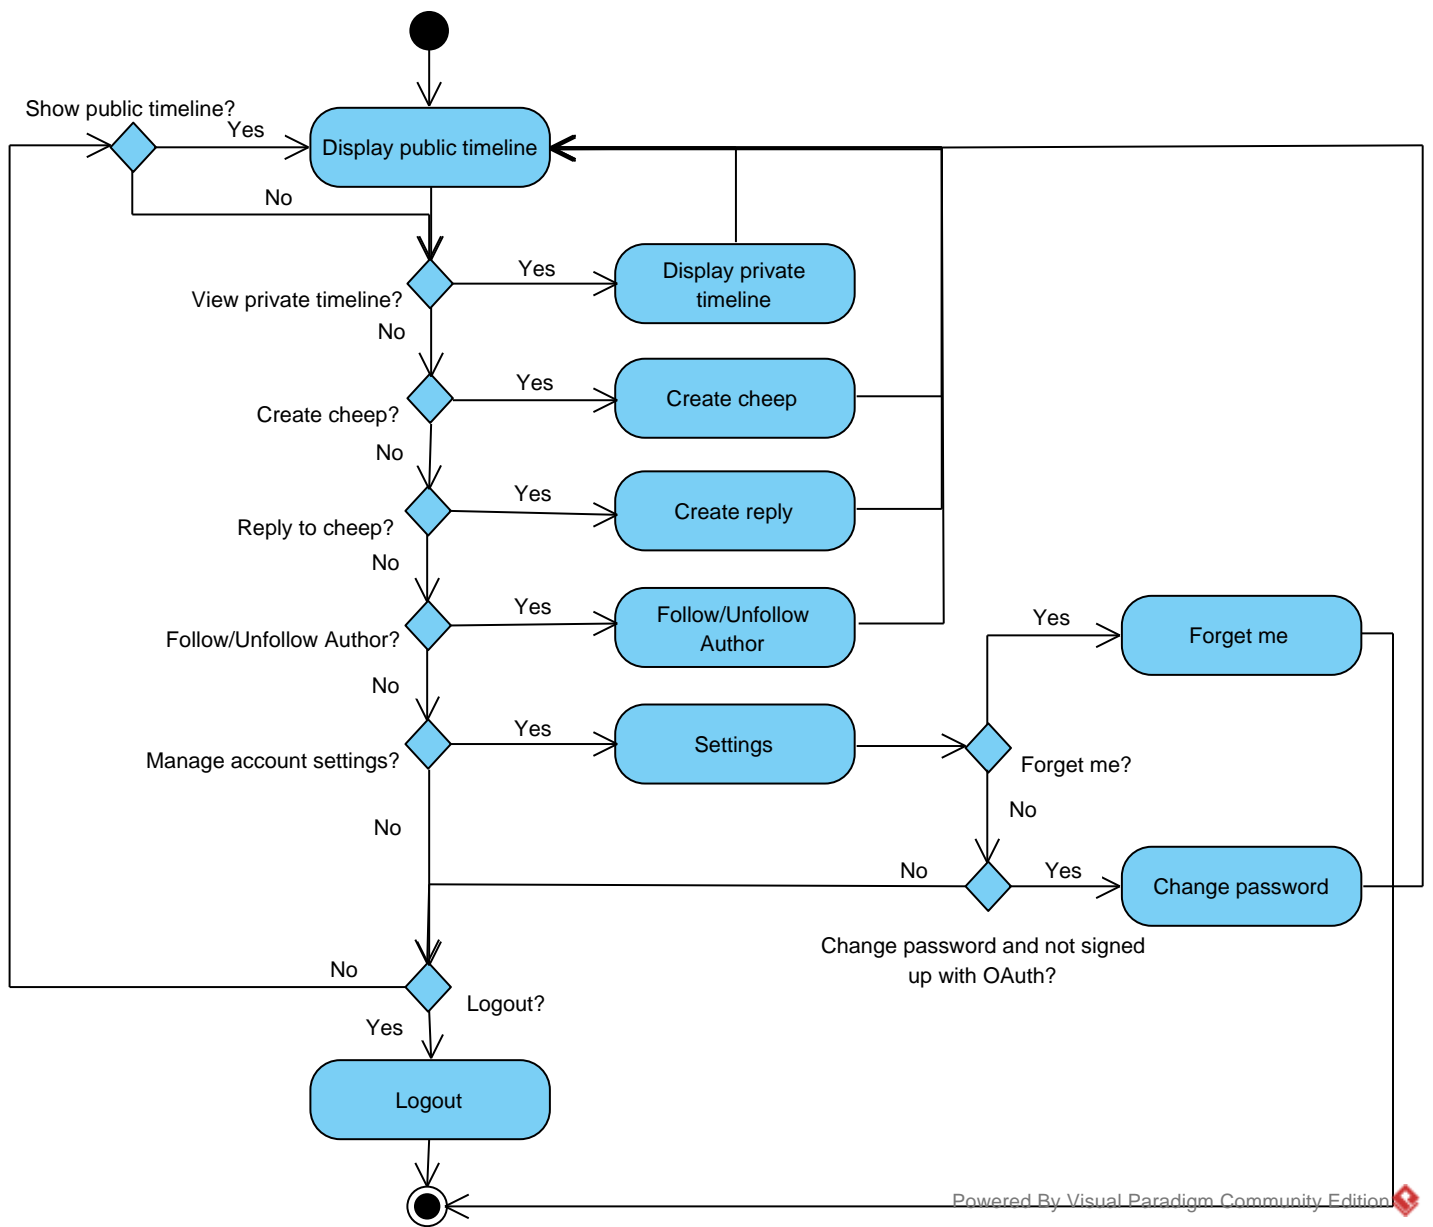 Show public timeline?
Yes
Display public timeline
No
View private timeline?
Yes
Display private
timeline
No
Create cheep?
Yes
Create cheep
No
Reply to cheep?
Yes
Create reply
No
Follow/Unfollow Author?
Yes
Follow/Unfollow
Author
No
Manage account settings?
Yes
Settings
Forget me?
Yes
Forget me
No
No
No
Yes
Change password
Change password and not signed
up with OAuth?
No
Logout?
Yes
Logout
Powered By Visual Paradigm Community Edition